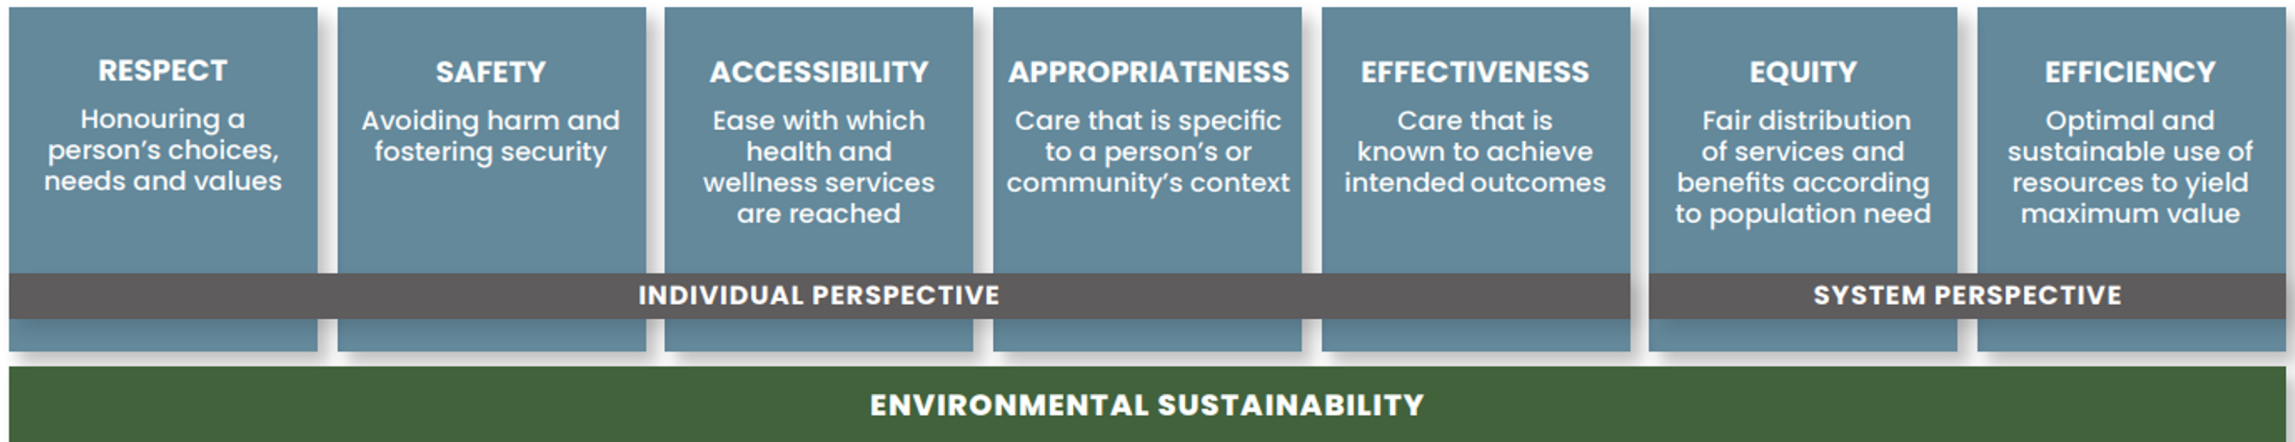 RESPECT
Honouring a
person's choices,
needs and values
SAFETY
Avoiding harm and
fostering security
ACCESSIBILITY
Ease with which
health and
wellness services
are reached
APPROPRIATENESS
Care that is specific
to a person's or
community's context
EFFECTIVENESS
Care that is
known to achieve
intended outcomes
EQUITY
Fair distribution
of services and
benefits according
to population need
EFFICIENCY
Optimal and
sustainable use of
resources to yield
maximum value
INDIVIDUAL PERSPECTIVE
SYSTEM PERSPECTIVE
ENVIRONMENTAL SUSTAINABILITY